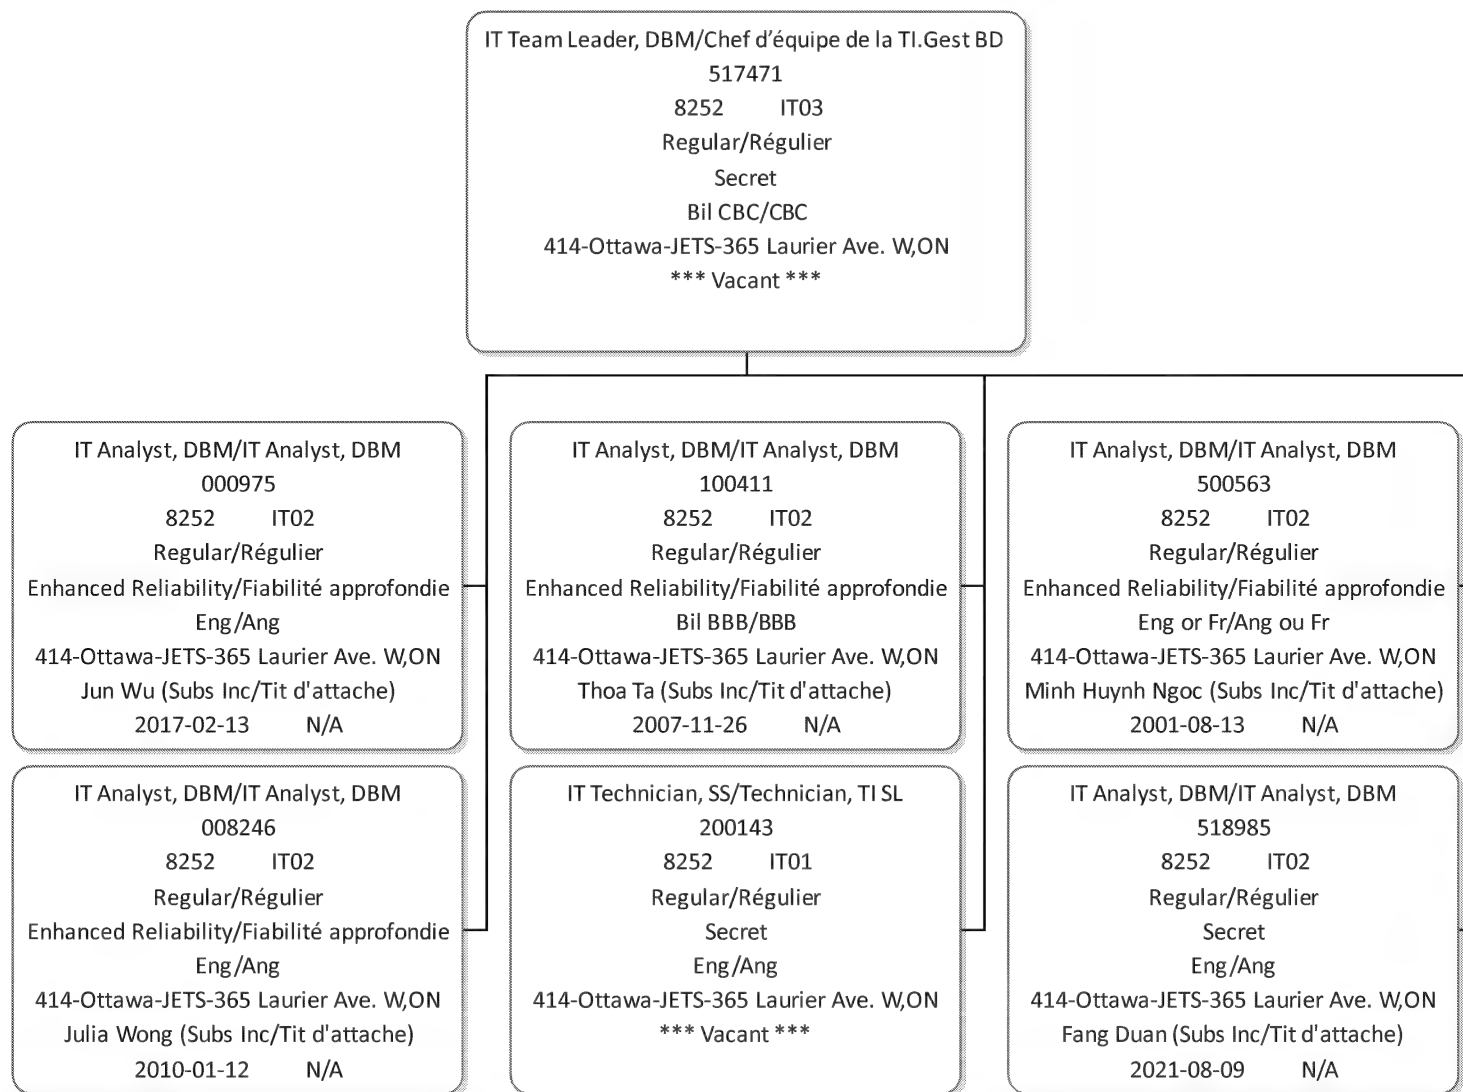 IT Team Leader, DBM/Chef d'équipe de la TI.Gest BD
517471
8252 IT03
Regular/Régulier
Secret
Bil CBC/CBC
414-Ottawa-JETS-365 Laurier Ave. W,ON
*** Vacant ***
IT Analyst, DBM/IT Analyst, DBM
000975
8252 IT02
Regular/Régulier
Enhanced Reliability/Fiabilité approfondie
Eng/Ang
414-Ottawa-JETS-365 Laurier Ave. W,ON
Jun Wu (Subs Inc/Tit d'attache)
2017-02-13 N/A
IT Analyst, DBM/IT Analyst, DBM
100411
8252 IT02
Regular/Régulier
Enhanced Reliability/Fiabilité approfondie
Bil BBB/BBB
414-Ottawa-JETS-365 Laurier Ave. W,ON
Thoa Ta (Subs Inc/Tit d'attache)
2007-11-26 N/A
IT Analyst, DBM/IT Analyst, DBM
500563
8252 IT02
Regular/Régulier
Enhanced Reliability/Fiabilité approfondie
Eng or Fr/Ang ou Fr
414-Ottawa-JETS-365 Laurier Ave. W,ON
Minh Huynh Ngoc (Subs Inc/Tit d'attache)
2001-08-13 N/A
IT Analyst, DBM/IT Analyst, DBM
008246
8252 IT02
Regular/Régulier
Enhanced Reliability/Fiabilité approfondie
Eng/Ang
414-Ottawa-JETS-365 Laurier Ave. W,ON
Julia Wong (Subs Inc/Tit d'attache)
2010-01-12 N/A
IT Technician, SS/Technician, TI SL
200143
8252 IT01
Regular/Régulier
Secret
Eng/Ang
414-Ottawa-JETS-365 Laurier Ave. W,ON
*** Vacant ***
IT Analyst, DBM/IT Analyst, DBM
518985
8252 IT02
Regular/Régulier
Secret
Eng/Ang
414-Ottawa-JETS-365 Laurier Ave. W,ON
Fang Duan (Subs Inc/Tit d'attache)
2021-08-09 N/A